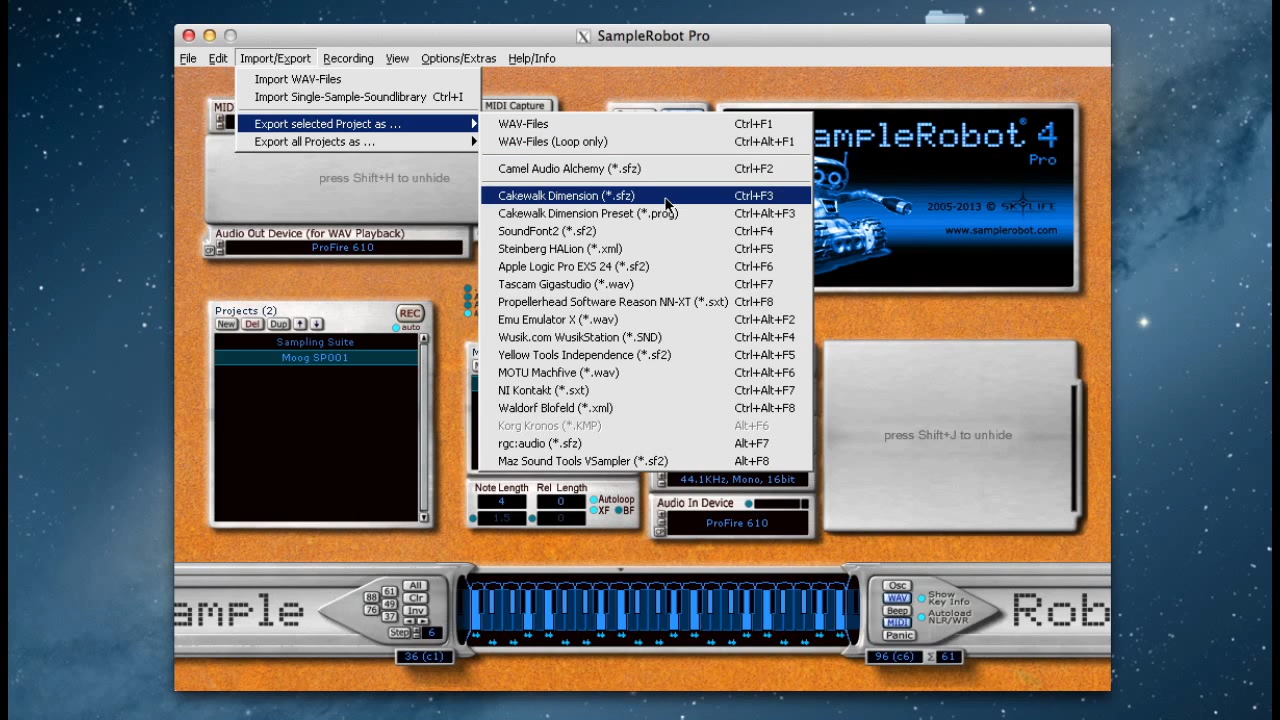 SampleRobot Pro
File Edit Import/Export Recording View Options/Extras Help/Info
Import WAV-Files
Import Single-Sample-Soundlibrary Ctrl+I
Export selected Project as ...
Export all Projects as ...
WAV-Files Ctrl+F1
WAV-Files (Loop only) Ctrl+Alt+F1
Camel Audio Alchemy (*.sfz) Ctrl+F2
Cakewalk Dimension (*.sfz) Ctrl+F3
Cakewalk Dimension Preset (*.prog) Ctrl+Alt+F3
SoundFont2 (*.sf2) Ctrl+F4
Steinberg HALion (*.xml) Ctrl+F5
Apple Logic Pro EXS 24 (*.sf2) Ctrl+F6
Tascam Gigastudio (*.wav) Ctrl+F7
Propellerhead Software Reason NN-XT (*.sxt) Ctrl+F8
Emu Emulator X (*.wav) Ctrl+Alt+F2
Wusik.com WusikStation (*.SND) Ctrl+Alt+F4
Yellow Tools Independence (*.sf2) Ctrl+Alt+F5
MOTU Machfive (*.wav) Ctrl+Alt+F6
NI Kontakt (*.sxt) Ctrl+Alt+F7
Waldorf Blofeld (*.xml) Ctrl+Alt+F8
Korg Kronos (*.KMP) Alt+F6
rgc:audio (*.sfz) Alt+F7
Maz Sound Tools VSampler (*.sf2) Alt+F8
MIDI
MIDI Capture
press Shift+H to unhide
Audio Out Device (for WAV Playback)
ProFire 610
ampleRobot® 4
Pro
2005-2013 © SKYLIFE
www.samplerobot.com
Projects (2)
REC
New Del Dup
auto
Sampling Suite
Moog SP001
press Shift+J to unhide
Note Length Rel Length
4 0 Autoloop
1.5 0 XF BF
44.1KHz, Mono, 16bit
Audio In Device
ProFire 610
ample
88 61 All
76 49 Clr
37 Inv
Step 6
36 (c1)
Osc
WAV Show Key Info
Beep Autoload
MIDI NLR/WR
Panic
96 (c6) Σ 61
Rob